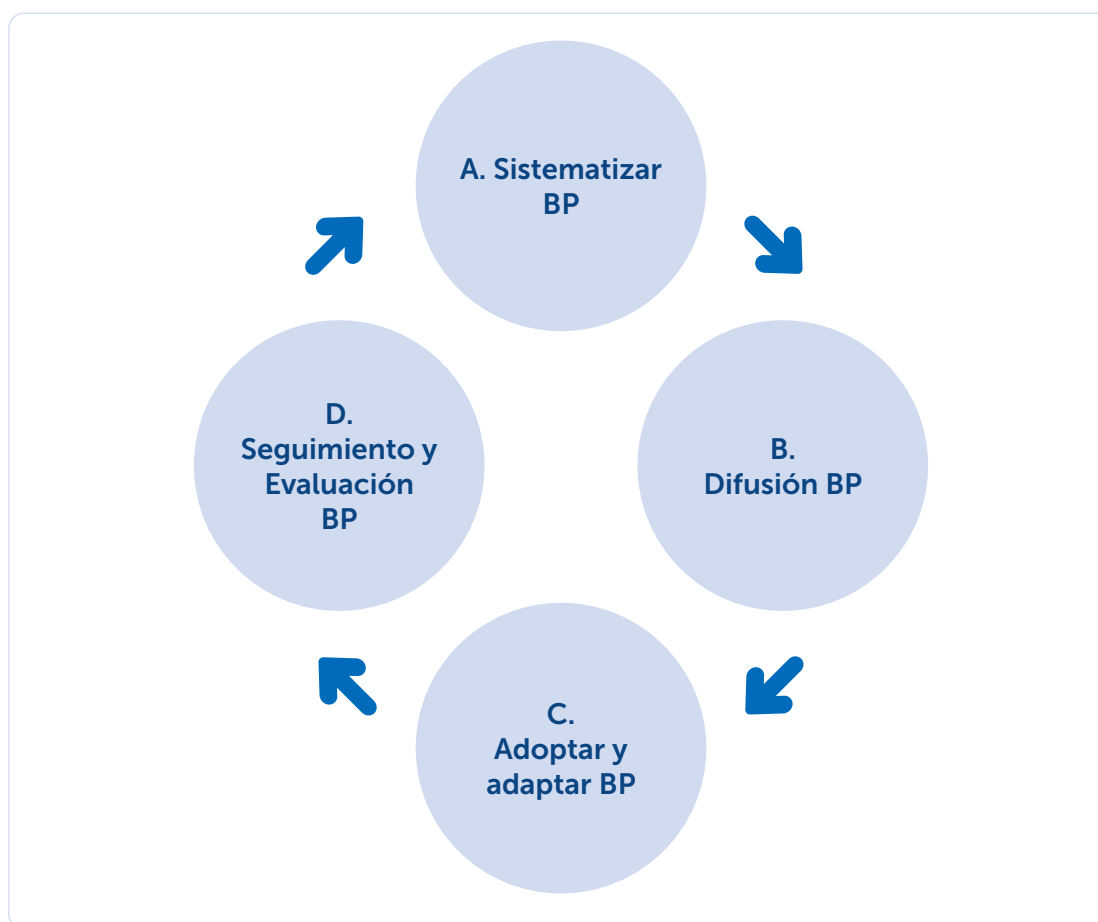 A. Sistematizar
BP
B.
Difusión BP
C.
Adoptar y
adaptar BP
D.
Seguimiento y
Evaluación
BP